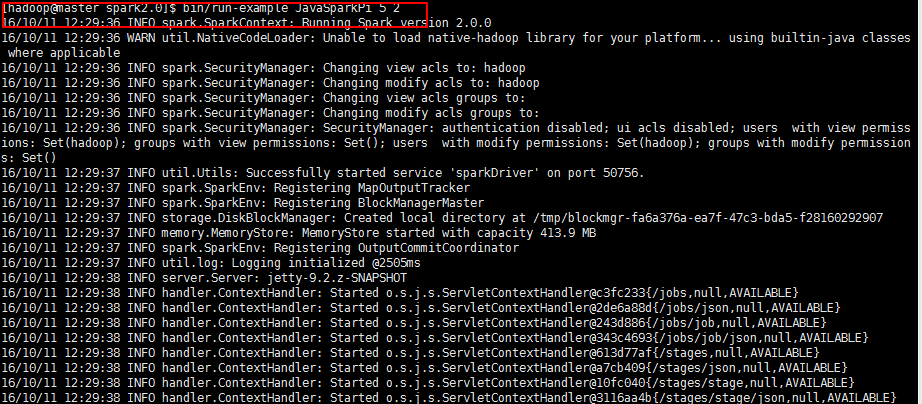 [hadoop@master spark2.0]$ bin/run-example JavaSparkPi 5 2
16/10/11 12:29:36 INFO spark.SparkContext: Running Spark version 2.0.0
16/10/11 12:29:36 WARN util.NativeCodeLoader: Unable to load native-hadoop library for your platform... using builtin-java classes
where applicable
16/10/11 12:29:36 INFO spark.SecurityManager: Changing view acls to: hadoop
16/10/11 12:29:36 INFO spark.SecurityManager: Changing modify acls to: hadoop
16/10/11 12:29:36 INFO spark.SecurityManager: Changing view acls groups to:
16/10/11 12:29:36 INFO spark.SecurityManager: Changing modify acls groups to:
16/10/11 12:29:36 INFO spark.SecurityManager: SecurityManager: authentication disabled; ui acls disabled; users  with view permiss
ions: Set(hadoop); groups with view permissions: Set(); users  with modify permissions: Set(hadoop); groups with modify permission
s: Set()
16/10/11 12:29:37 INFO util.Utils: Successfully started service 'sparkDriver' on port 50756.
16/10/11 12:29:37 INFO spark.SparkEnv: Registering MapOutputTracker
16/10/11 12:29:37 INFO spark.SparkEnv: Registering BlockManagerMaster
16/10/11 12:29:37 INFO storage.DiskBlockManager: Created local directory at /tmp/blockmgr-fa6a376a-ea7f-47c3-bda5-f28160292907
16/10/11 12:29:37 INFO memory.MemoryStore: MemoryStore started with capacity 413.9 MB
16/10/11 12:29:37 INFO spark.SparkEnv: Registering OutputCommitCoordinator
16/10/11 12:29:37 INFO util.log: Logging initialized @2505ms
16/10/11 12:29:38 INFO server.Server: jetty-9.2.z-SNAPSHOT
16/10/11 12:29:38 INFO handler.ContextHandler: Started o.s.j.s.ServletContextHandler@c3fc233{/jobs,null,AVAILABLE}
16/10/11 12:29:38 INFO handler.ContextHandler: Started o.s.j.s.ServletContextHandler@2de6a88d{/jobs/json,null,AVAILABLE}
16/10/11 12:29:38 INFO handler.ContextHandler: Started o.s.j.s.ServletContextHandler@243d886{/jobs/job,null,AVAILABLE}
16/10/11 12:29:38 INFO handler.ContextHandler: Started o.s.j.s.ServletContextHandler@343c4693{/jobs/job/json,null,AVAILABLE}
16/10/11 12:29:38 INFO handler.ContextHandler: Started o.s.j.s.ServletContextHandler@613d77af{/stages,null,AVAILABLE}
16/10/11 12:29:38 INFO handler.ContextHandler: Started o.s.j.s.ServletContextHandler@a7cb409{/stages/json,null,AVAILABLE}
16/10/11 12:29:38 INFO handler.ContextHandler: Started o.s.j.s.ServletContextHandler@10fc040{/stages/stage,null,AVAILABLE}
16/10/11 12:29:38 INFO handler.ContextHandler: Started o.s.j.s.ServletContextHandler@3116aa4b{/stages/stage/json,null,AVAILABLE}